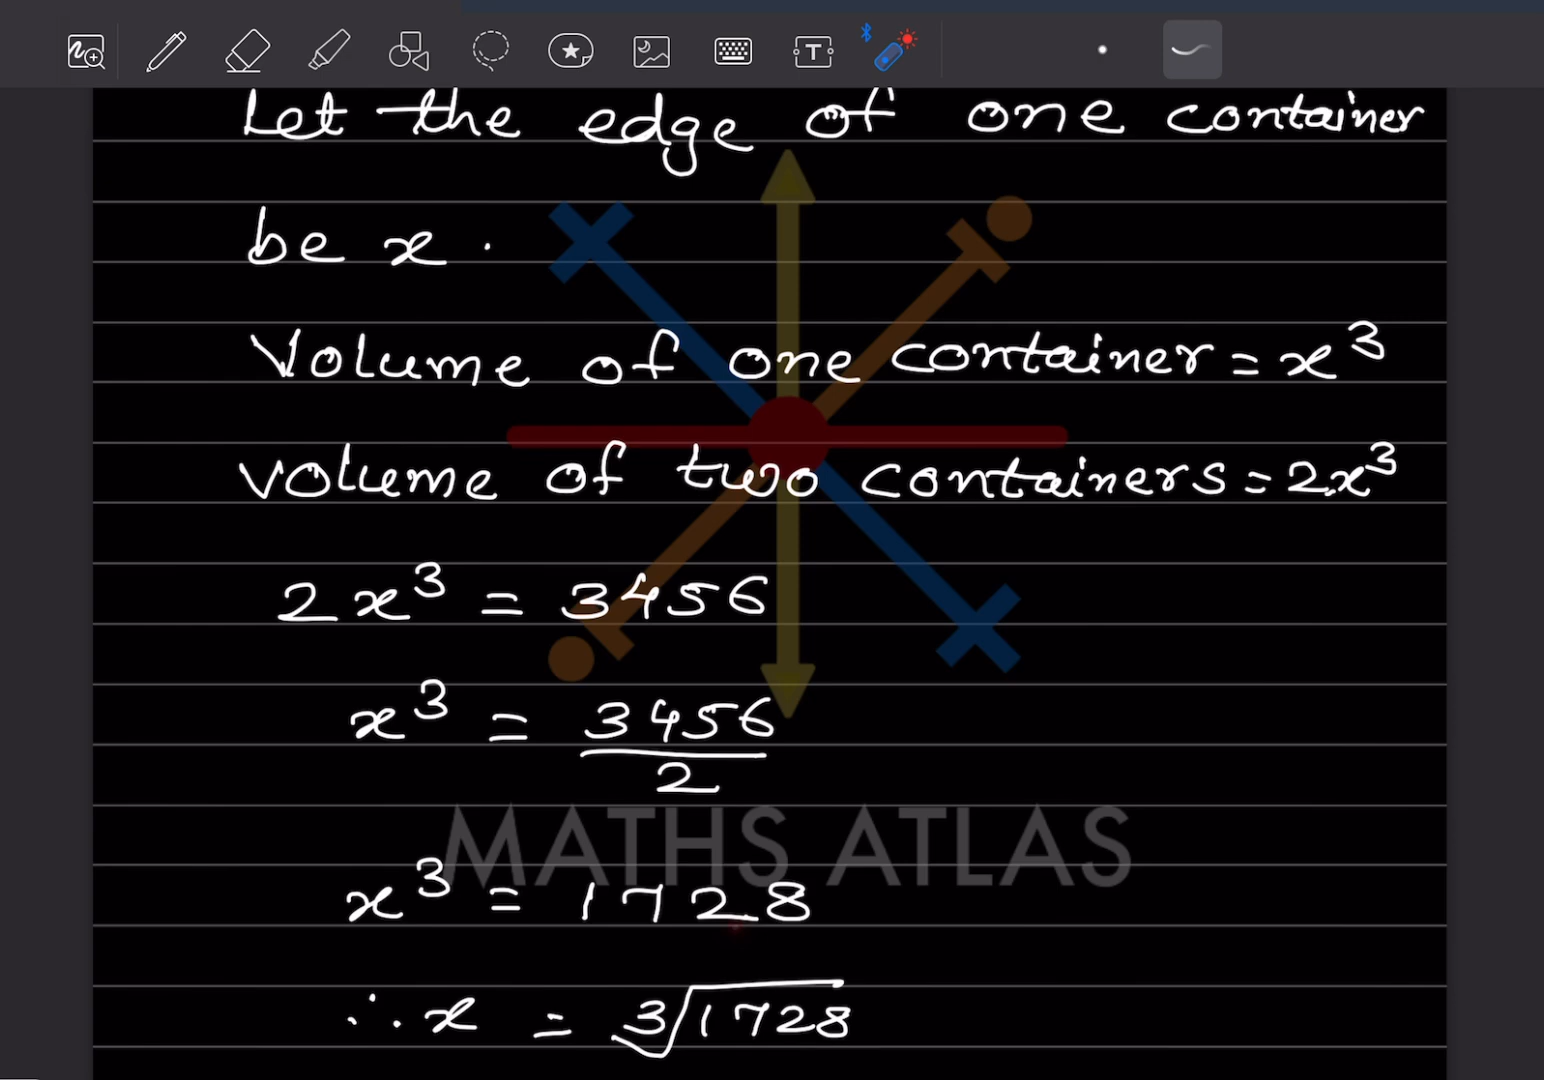 Let the edge of one container
be x.
Volume of one container = x³
volume of two containers = 2x³
2x³ = 3456
x³ = 3456/2
MATHS ATLAS
x³ = 1728
∴ x = ∛1728